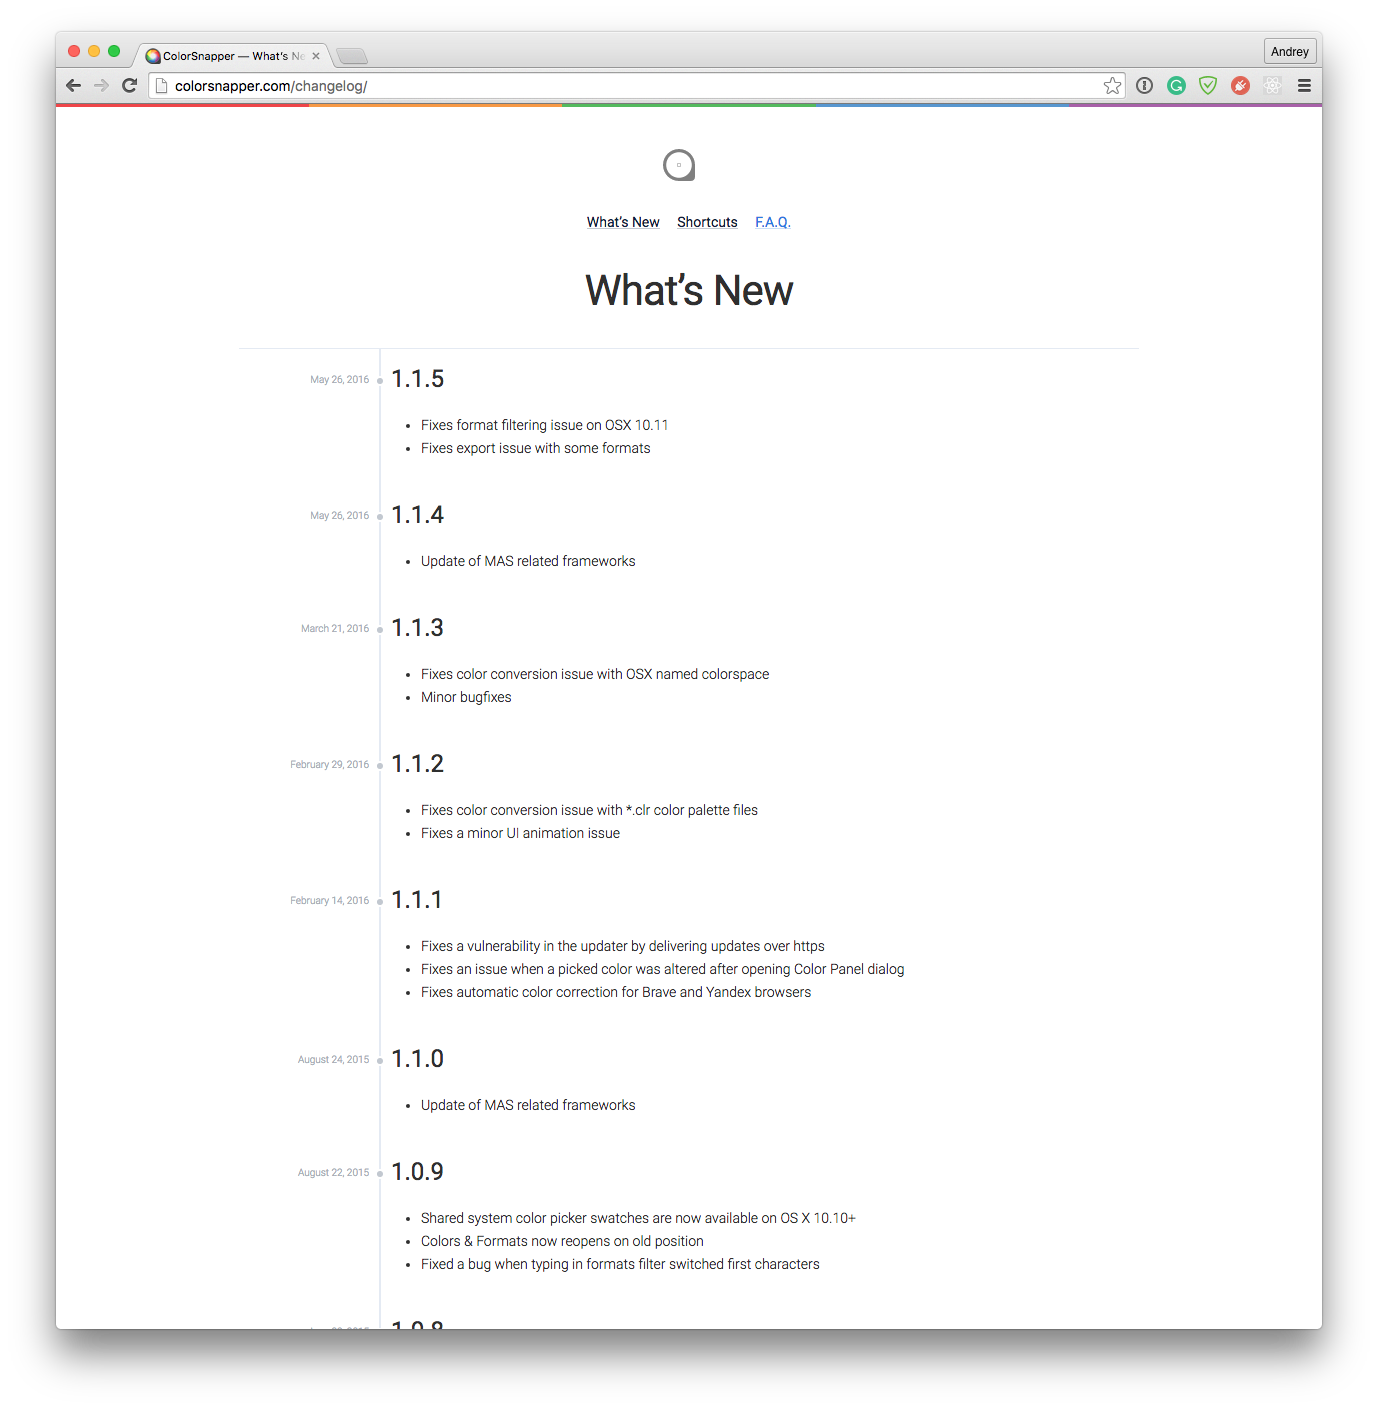 ColorSnapper — What's Ne
Andrey
colorsnapper.com/changelog/
What's New Shortcuts F.A.Q.
What's New
May 26, 2016 1.1.5
Fixes format filtering issue on OSX 10.11
Fixes export issue with some formats
May 26, 2016 1.1.4
Update of MAS related frameworks
March 21, 2016 1.1.3
Fixes color conversion issue with OSX named colorspace
Minor bugfixes
February 29, 2016 1.1.2
Fixes color conversion issue with *.clr color palette files
Fixes a minor UI animation issue
February 14, 2016 1.1.1
Fixes a vulnerability in the updater by delivering updates over https
Fixes an issue when a picked color was altered after opening Color Panel dialog
Fixes automatic color correction for Brave and Yandex browsers
August 24, 2015 1.1.0
Update of MAS related frameworks
August 22, 2015 1.0.9
Shared system color picker swatches are now available on OS X 10.10+
Colors & Formats now reopens on old position
Fixed a bug when typing in formats filter switched first characters
1.0.8